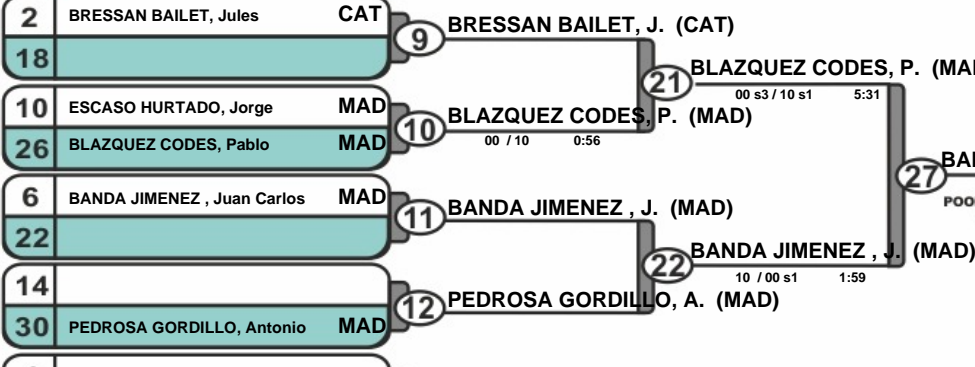 2 BRESSAN BAILET, Jules CAT
18
9 BRESSAN BAILET, J. (CAT)
21 BLAZQUEZ CODES, P. (MAD
00 s3 / 10 s1 5:31
10 ESCASO HURTADO, Jorge MAD
26 BLAZQUEZ CODES, Pablo MAD
10 BLAZQUEZ CODES, P. (MAD)
00 / 10 0:56
27 BAN
POO
6 BANDA JIMENEZ , Juan Carlos MAD
22
11 BANDA JIMENEZ , J. (MAD)
22 BANDA JIMENEZ , J. (MAD)
10 / 00 s1 1:59
14
30 PEDROSA GORDILLO, Antonio MAD
12 PEDROSA GORDILLO, A. (MAD)